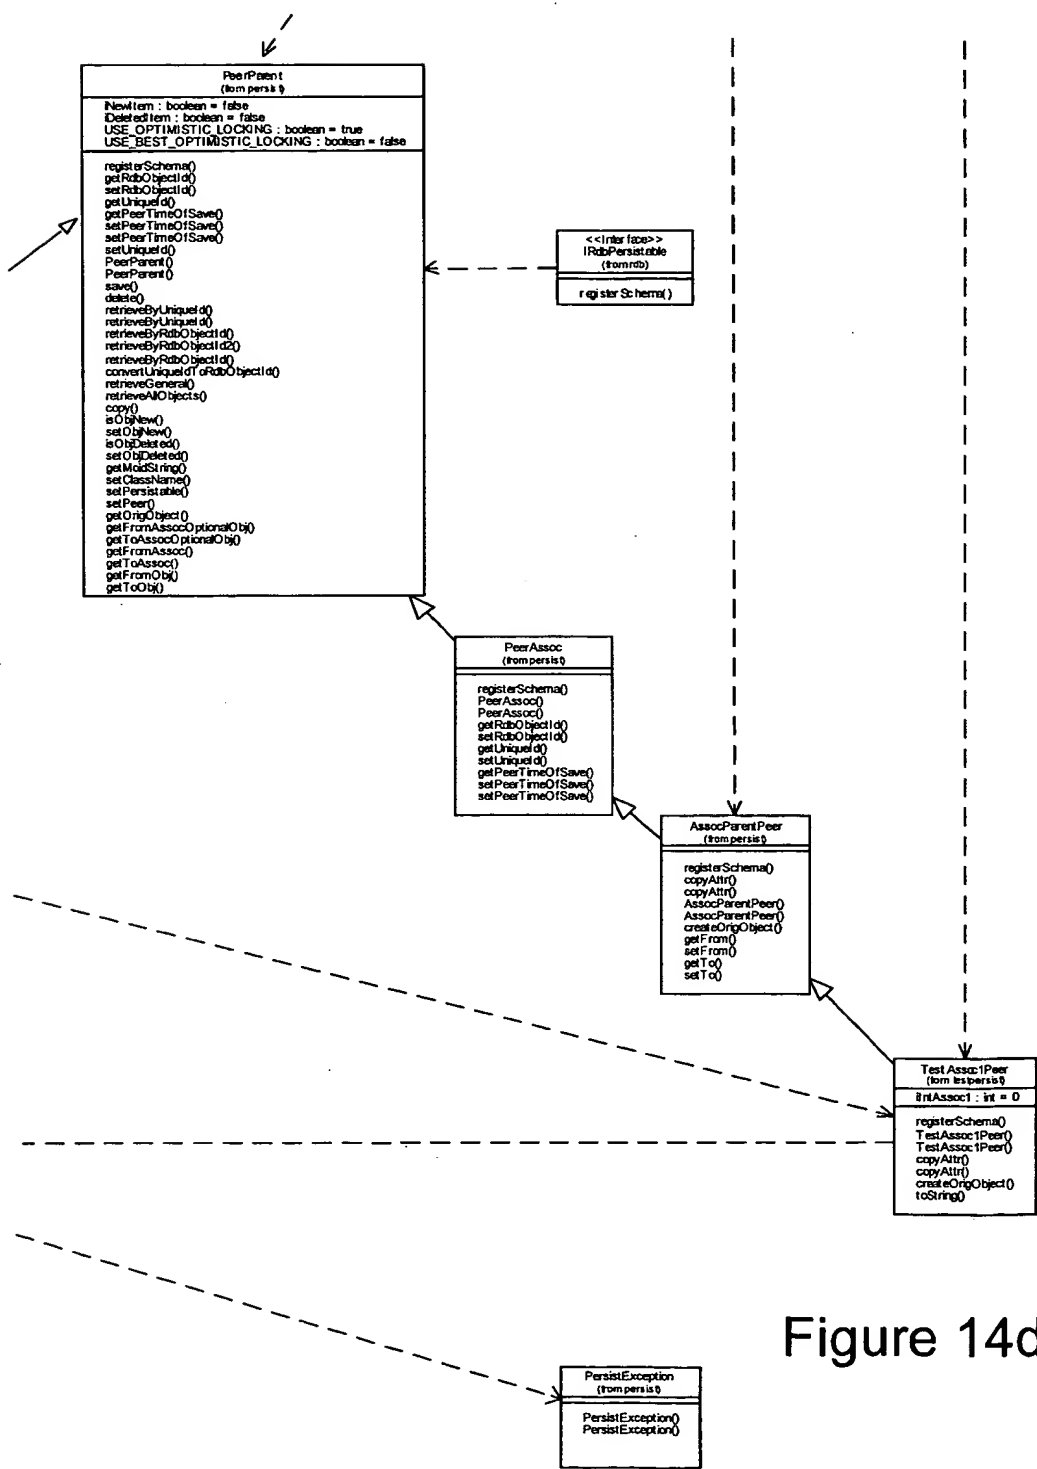 PeerParent
(from persist)
iNewItem : boolean = false
iDeletedItem : boolean = false
USE_OPTIMISTIC_LOCKING : boolean = true
USE_BEST_OPTIMISTIC_LOCKING : boolean = false
registerSchema()
getRdbObjectId()
setRdbObjectId()
getUniqueId()
getPeerTimeOfSave()
setPeerTimeOfSave()
setPeerTimeOfSave()
setUniqueId()
PeerParent()
PeerParent()
save()
delete()
retrieveByUniqueId()
retrieveByUniqueId()
retrieveByRdbObjectId()
retrieveByRdbObjectId2()
retrieveByRdbObjectId()
convertUniqueIdToRdbObjectId()
retrieveGeneral()
retrieveAllObjects()
copy()
isObjNew()
setObjNew()
isObjDeleted()
setObjDeleted()
getMoidString()
setClassName()
setPersistable()
setPeer()
getOrigObject()
getFromAssocOptionalObj()
getToAssocOptionalObj()
getFromAssoc()
getToAssoc()
getFromObj()
getToObj()
<<Interface>>
IRdbPersistable
(from rdb)
registerSchema()
PeerAssoc
(from persist)
registerSchema()
PeerAssoc()
PeerAssoc()
getRdbObjectId()
setRdbObjectId()
getUniqueId()
setUniqueId()
getPeerTimeOfSave()
setPeerTimeOfSave()
setPeerTimeOfSave()
AssocParentPeer
(from persist)
registerSchema()
copyAttr()
copyAttr()
AssocParentPeer()
AssocParentPeer()
createOrigObject()
getFrom()
setFrom()
getTo()
setTo()
TestAssoc1Peer
(from testpersist)
iIntAssoc1 : int = 0
registerSchema()
TestAssoc1Peer()
TestAssoc1Peer()
copyAttr()
copyAttr()
createOrigObject()
toString()
Figure 14d
PersistException
(from persist)
PersistException()
PersistException()